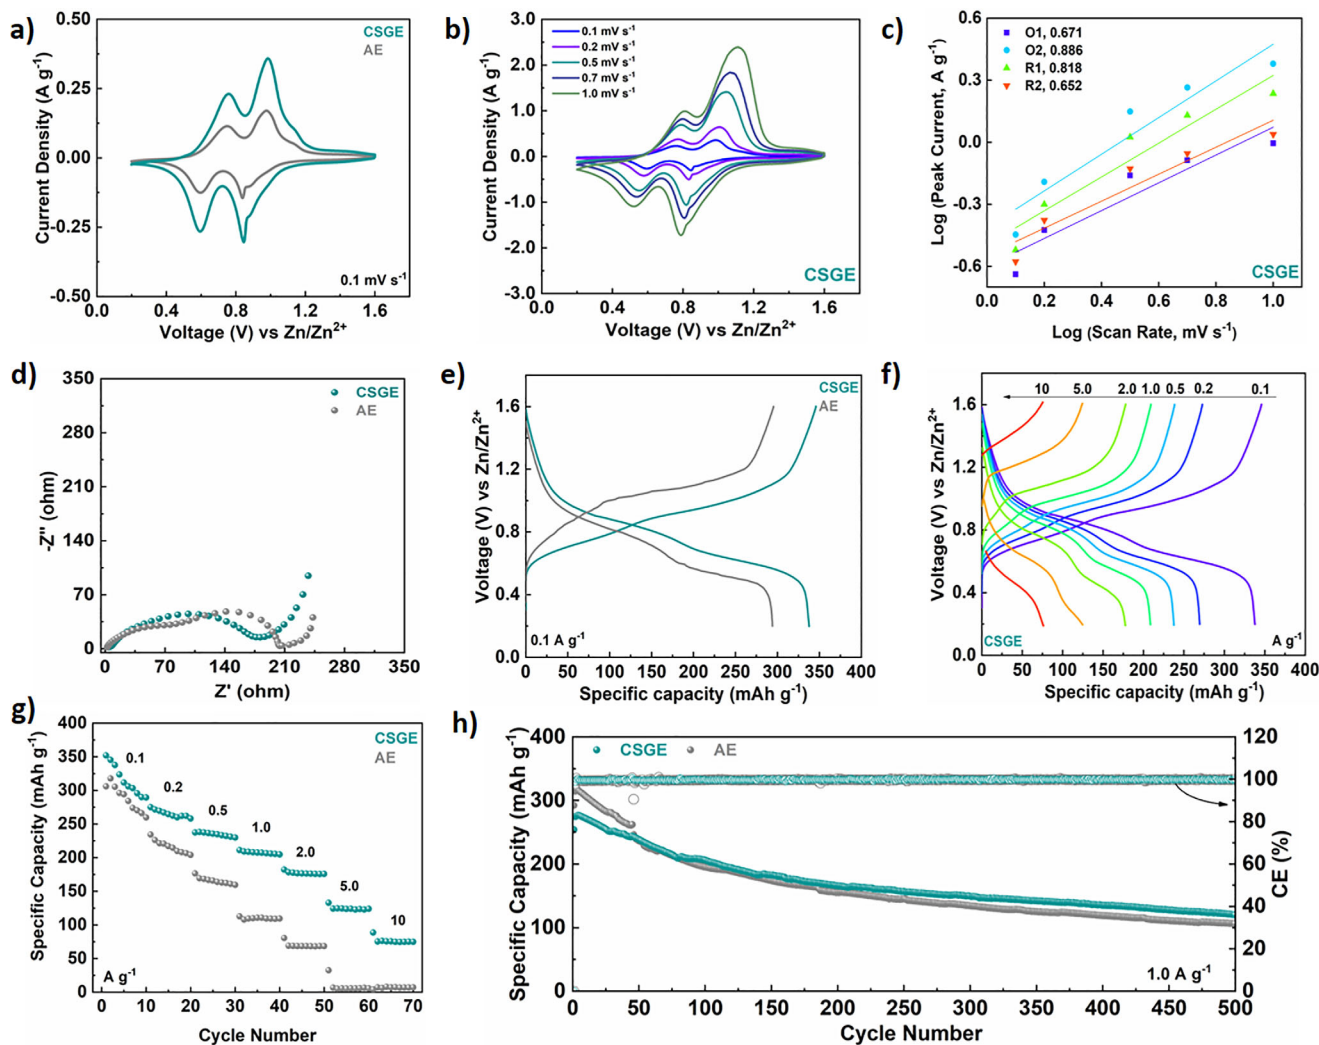 a)
CSGE
AE
0.50
0.25
0.00
-0.25
-0.50
Current Density (A g⁻¹)
0.1 mV s⁻¹
0.0 0.4 0.8 1.2 1.6
Voltage (V) vs Zn/Zn²⁺
b)
0.1 mV s⁻¹
0.2 mV s⁻¹
0.5 mV s⁻¹
0.7 mV s⁻¹
1.0 mV s⁻¹
3.0
2.0
1.0
0.0
-1.0
-2.0
-3.0
Current Density (A g⁻¹)
CSGE
0.0 0.4 0.8 1.2 1.6
Voltage (V) vs Zn/Zn²⁺
c)
O1, 0.671
O2, 0.886
R1, 0.818
R2, 0.652
0.6
0.3
0.0
-0.3
-0.6
Log (Peak Current, A g⁻¹)
CSGE
0.0 0.2 0.4 0.6 0.8 1.0
Log (Scan Rate, mV s⁻¹)
d)
CSGE
AE
350
280
210
140
70
0
-Z'' (ohm)
0 70 140 210 280 350
Z' (ohm)
e)
CSGE
AE
1.6
1.2
0.8
0.4
0.0
Voltage (V) vs Zn/Zn²⁺
0.1 A g⁻¹
0 50 100 150 200 250 300 350 400
Specific capacity (mAh g⁻¹)
f)
10 5.0 2.0 1.0 0.5 0.2 0.1
1.6
1.2
0.8
0.4
0.0
Voltage (V) vs Zn/Zn²⁺
CSGE
A g⁻¹
0 50 100 150 200 250 300 350 400
Specific capacity (mAh g⁻¹)
g)
CSGE
AE
400
350
300
250
200
150
100
50
0
Specific Capacity (mAh g⁻¹)
0.1
0.2
0.5
1.0
2.0
5.0
10
A g⁻¹
0 10 20 30 40 50 60 70
Cycle Number
h)
CSGE AE
400
300
200
100
0
Specific Capacity (mAh g⁻¹)
120
100
80
60
40
20
0
CE (%)
1.0 A g⁻¹
0 50 100 150 200 250 300 350 400 450 500
Cycle Number